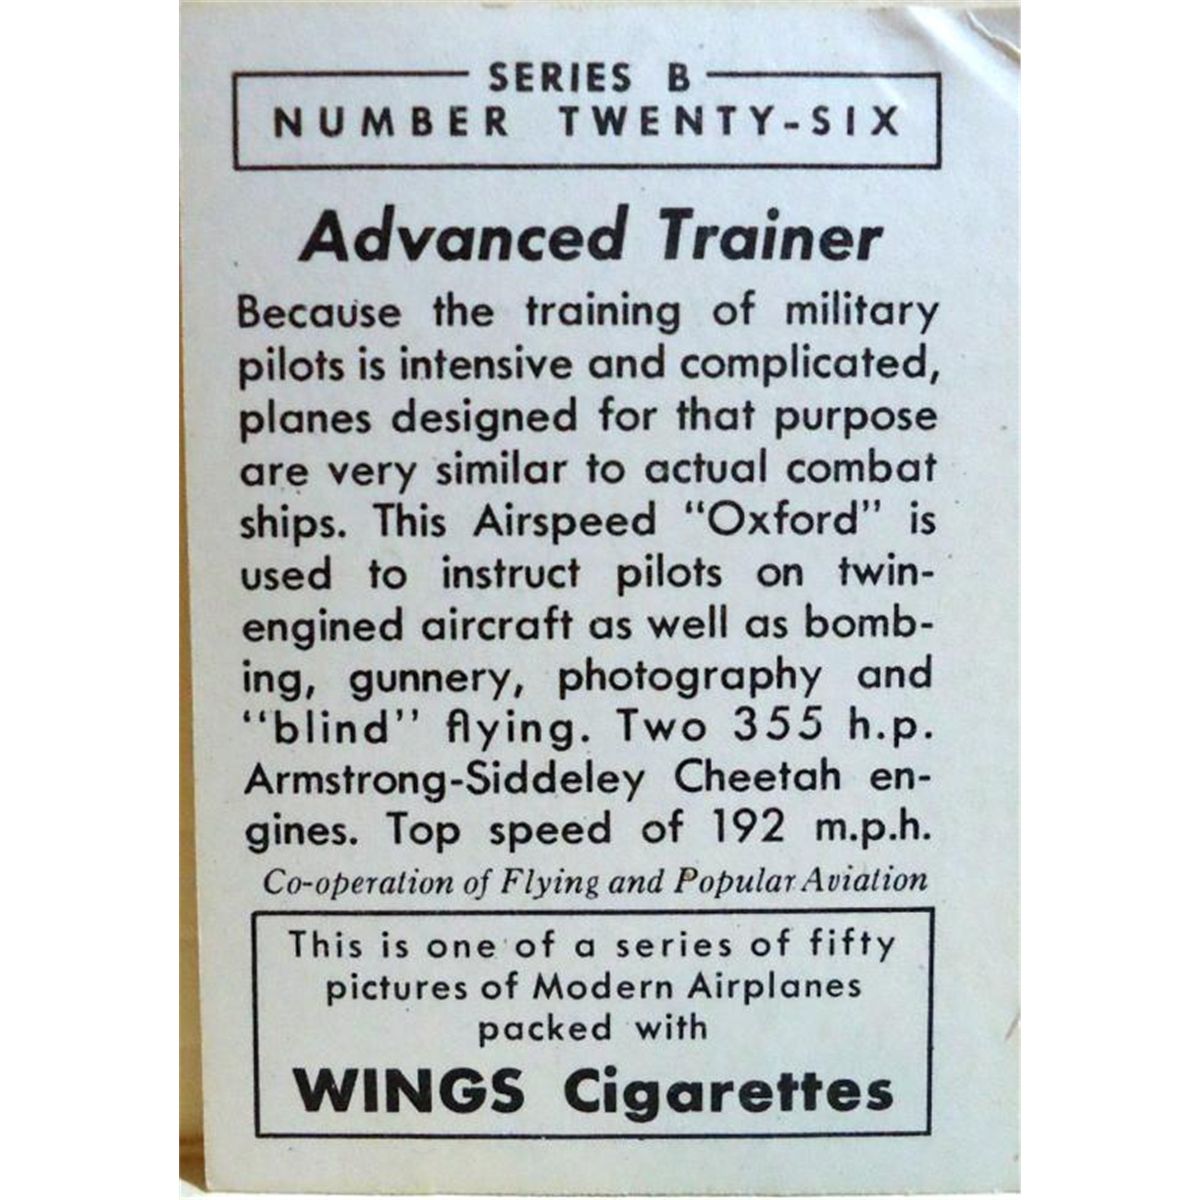 SERIES B
NUMBER TWENTY-SIX
Advanced Trainer
Because the training of military
pilots is intensive and complicated,
planes designed for that purpose
are very similar to actual combat
ships. This Airspeed "Oxford" is
used to instruct pilots on twin-
engined aircraft as well as bomb-
ing, gunnery, photography and
"blind" flying. Two 355 h.p.
Armstrong-Siddeley Cheetah en-
gines. Top speed of 192 m.p.h.
Co-operation of Flying and Popular Aviation
This is one of a series of fifty
pictures of Modern Airplanes
packed with
WINGS Cigarettes